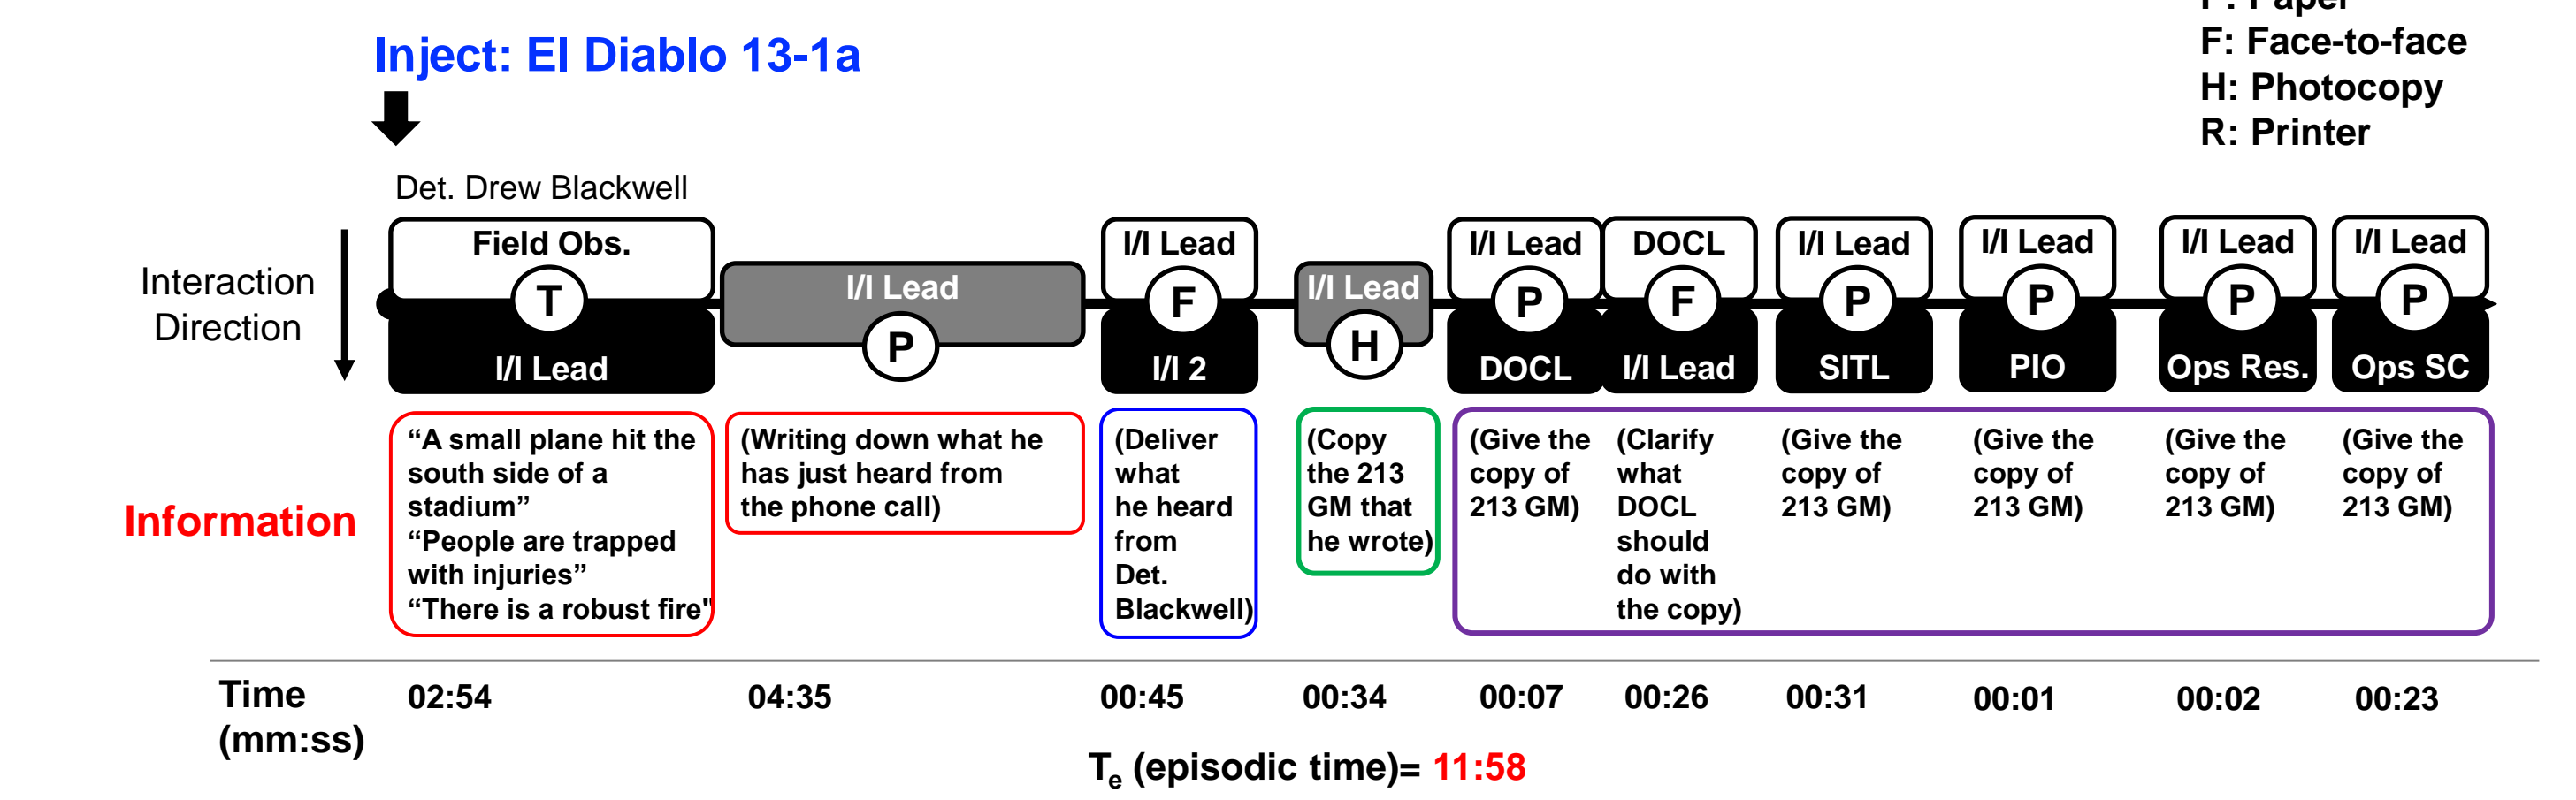 P: Paper
F: Face-to-face
H: Photocopy
R: Printer
Inject: El Diablo 13-1a
Det. Drew Blackwell
Interaction
Direction
Field Obs.
T
I/I Lead
I/I Lead
P
I/I Lead
F
I/I 2
I/I Lead
H
I/I Lead
P
DOCL
DOCL
F
I/I Lead
I/I Lead
P
SITL
I/I Lead
P
PIO
I/I Lead
P
Ops Res.
I/I Lead
P
Ops SC
Information
“A small plane hit the
south side of a
stadium”
“People are trapped
with injuries”
“There is a robust fire"
(Writing down what he
has just heard from
the phone call)
(Deliver
what
he heard
from
Det.
Blackwell)
(Copy
the 213
GM that
he wrote)
(Give the
copy of
213 GM)
(Clarify
what
DOCL
should
do with
the copy)
(Give the
copy of
213 GM)
(Give the
copy of
213 GM)
(Give the
copy of
213 GM)
(Give the
copy of
213 GM)
Time
(mm:ss)
02:54
04:35
00:45
00:34
00:07
00:26
00:31
00:01
00:02
00:23
Te (episodic time)= 11:58